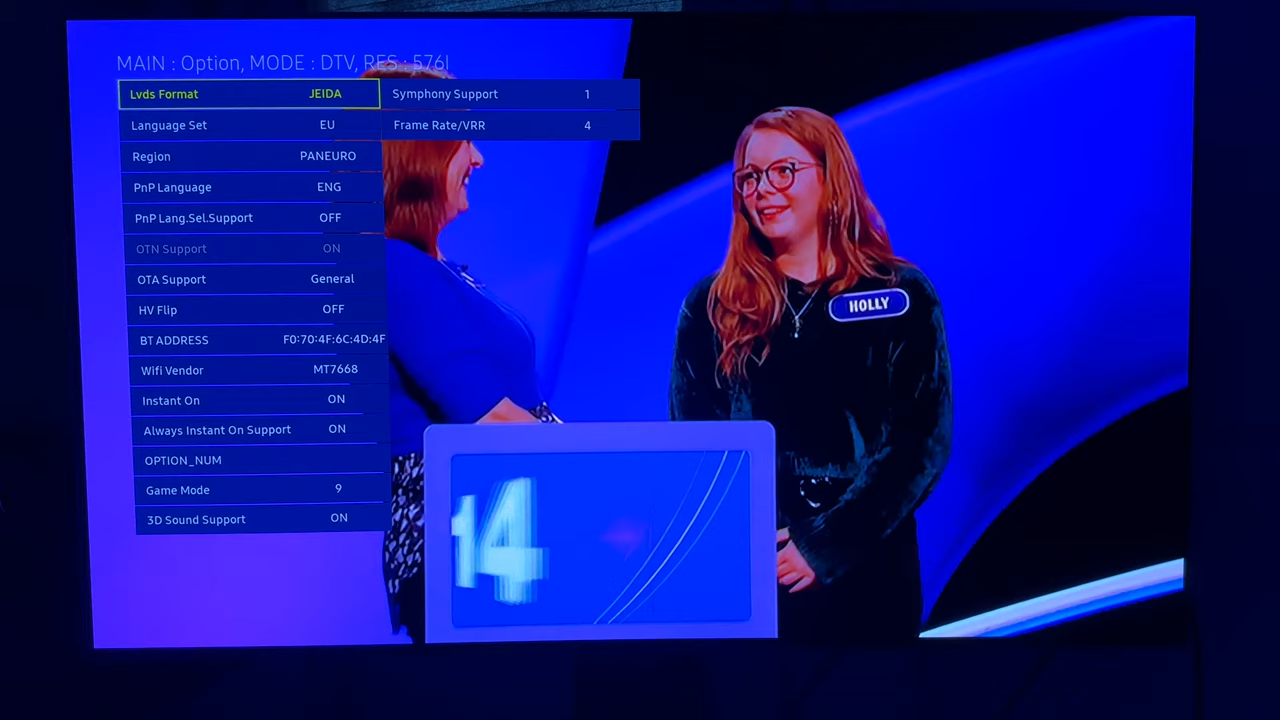 MAIN : Option, MODE : DTV, RES : 576I
Lvds Format JEIDA
Language Set EU
Region PANEURO
PnP Language ENG
PnP Lang.Sel.Support OFF
OTN Support ON
OTA Support General
HV Flip OFF
BT ADDRESS F0:70:4F:6C:4D:4F
Wifi Vendor MT7668
Instant On ON
Always Instant On Support ON
OPTION_NUM
Game Mode 9
3D Sound Support ON
Symphony Support 1
Frame Rate/VRR 4
HOLLY
14